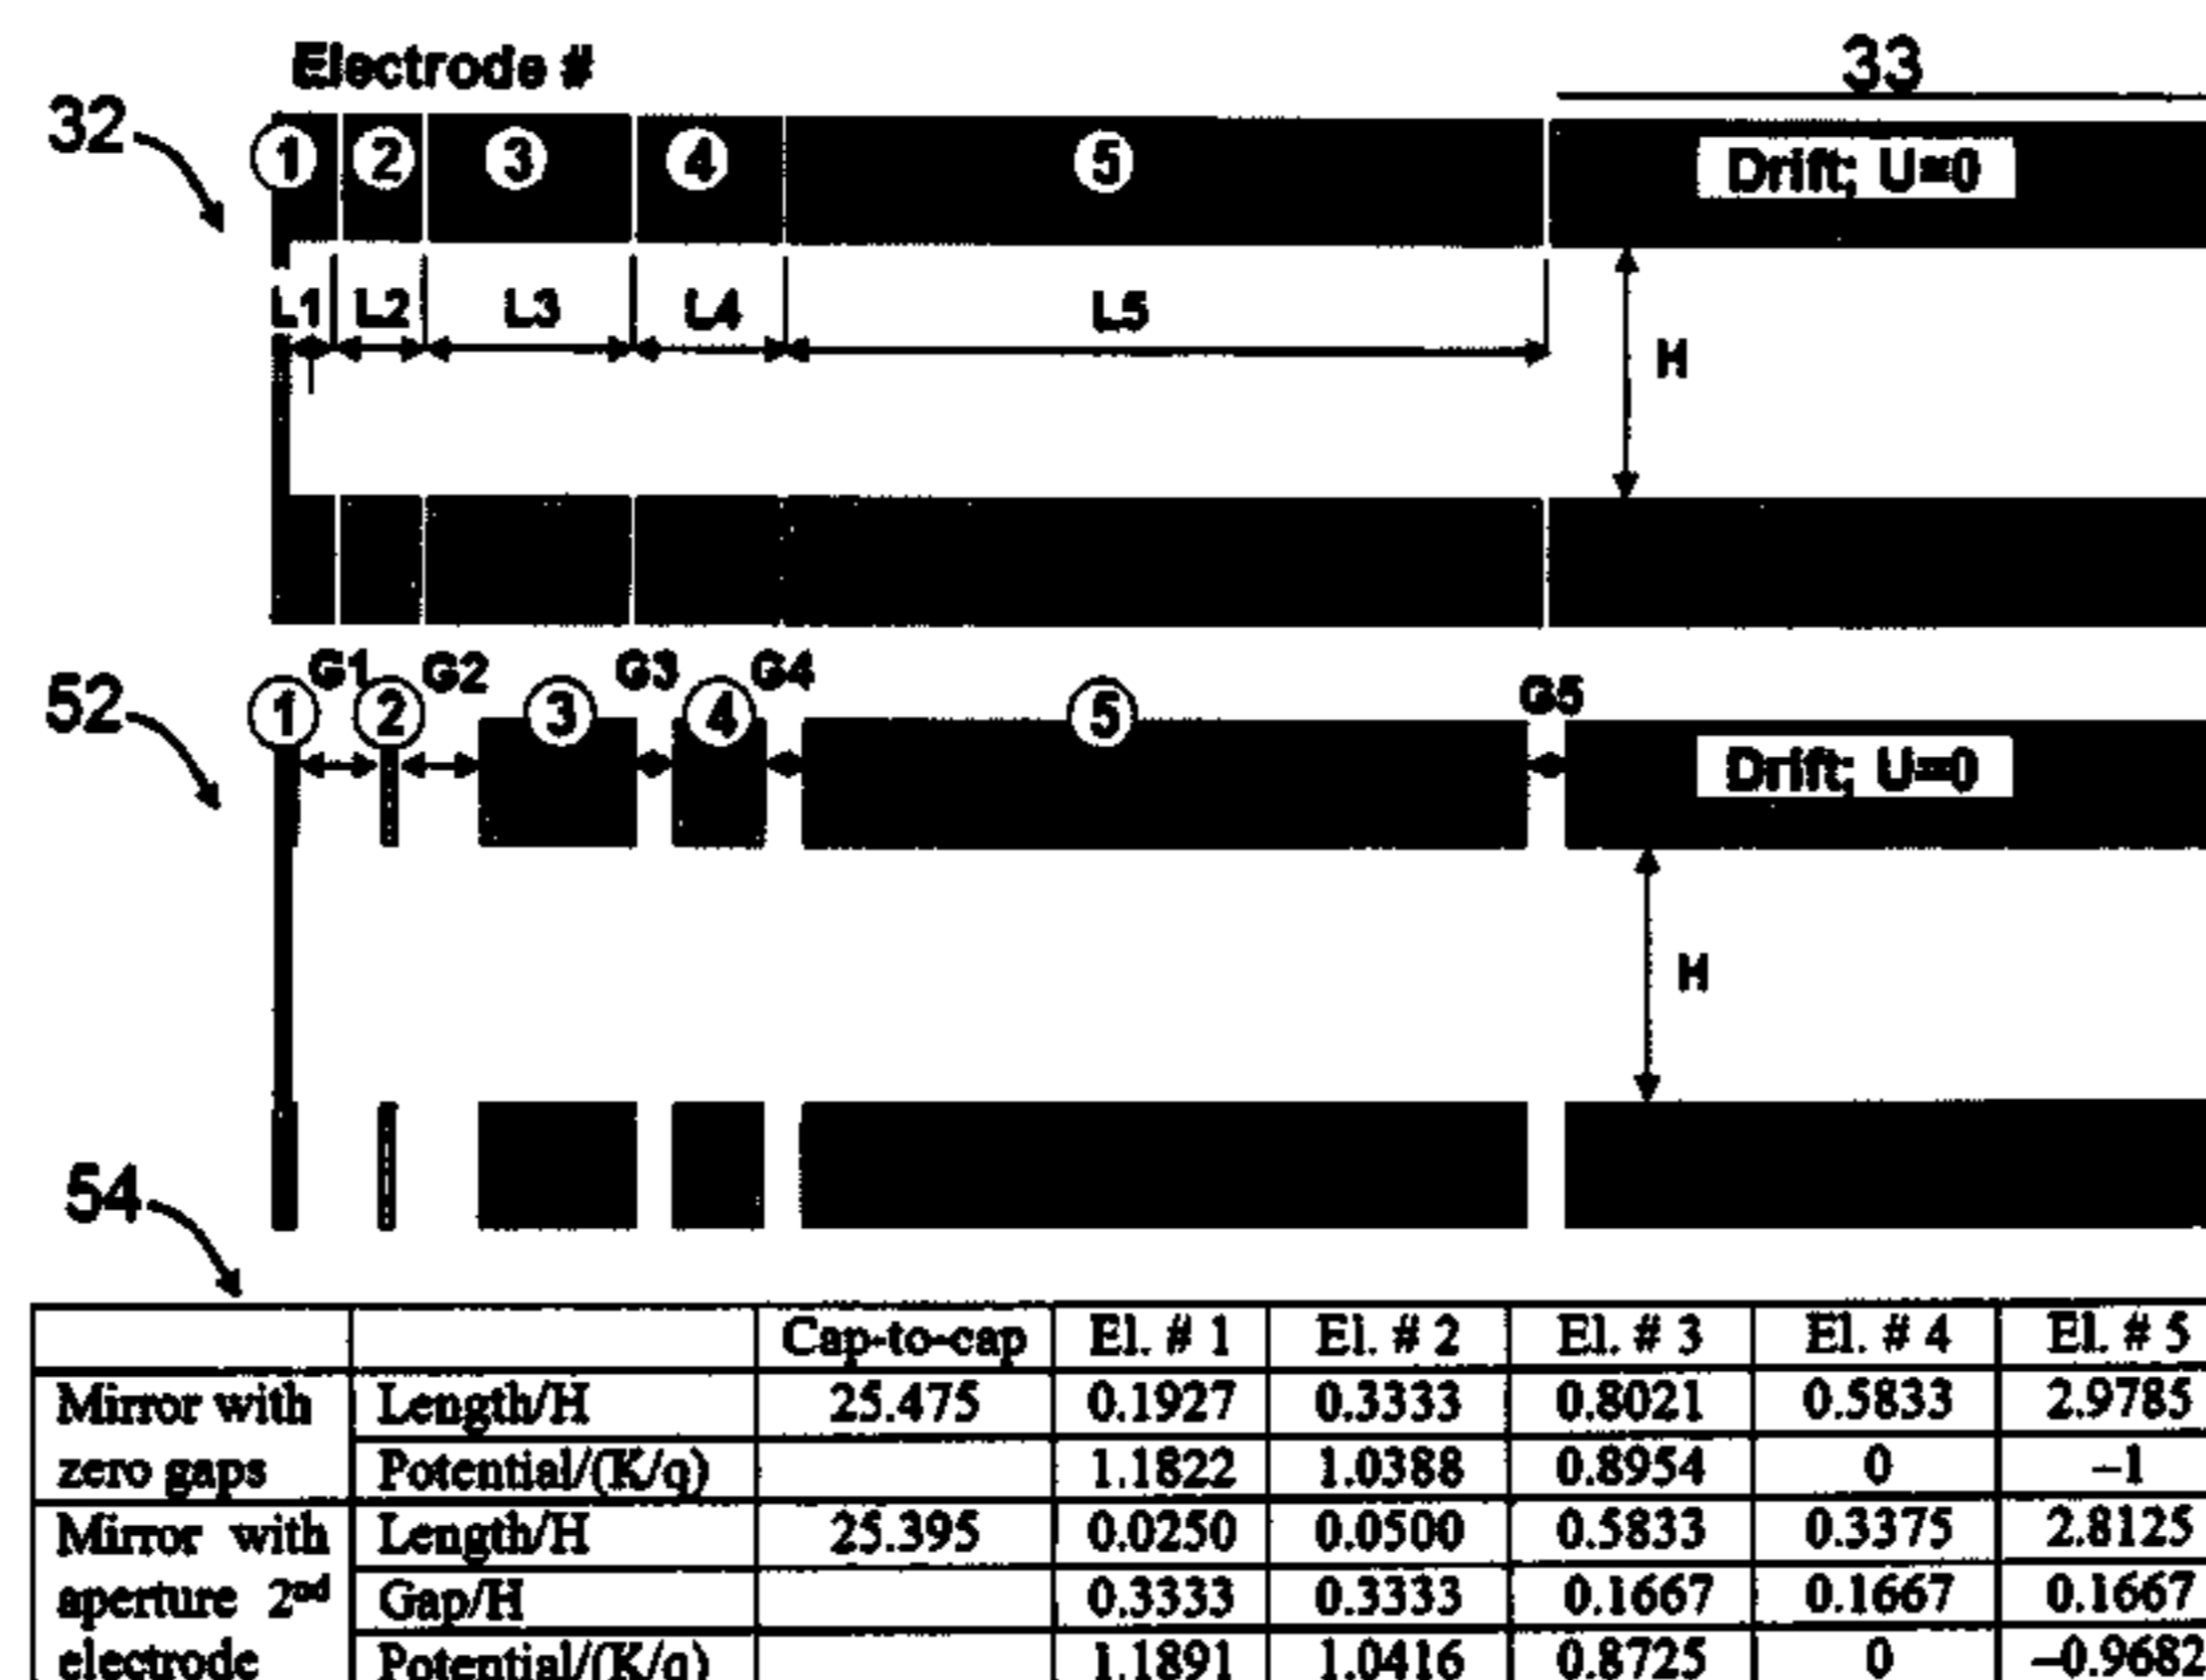 Electrode #
33
32
1 2 3 4 5 Drift; U=0
L1 L2 L3 L4 L5
H
G1 G2 G3 G4 G5
52
1 2 3 4 5
Drift; U=0
H
54
Cap-to-cap El. # 1 El. # 2 El. # 3 El. # 4 El. # 5
Mirror with Length/H 25.475 0.1927 0.3333 0.8021 0.5833 2.9785
zero gaps Potential/(K/q) 1.1822 1.0388 0.8954 0 –1
Mirror with Length/H 25.395 0.0250 0.0500 0.5833 0.3375 2.8125
aperture 2nd Gap/H 0.3333 0.3333 0.1667 0.1667 0.1667
electrode Potential/(K/q) 1.1891 1.0416 0.8725 0 –0.9682